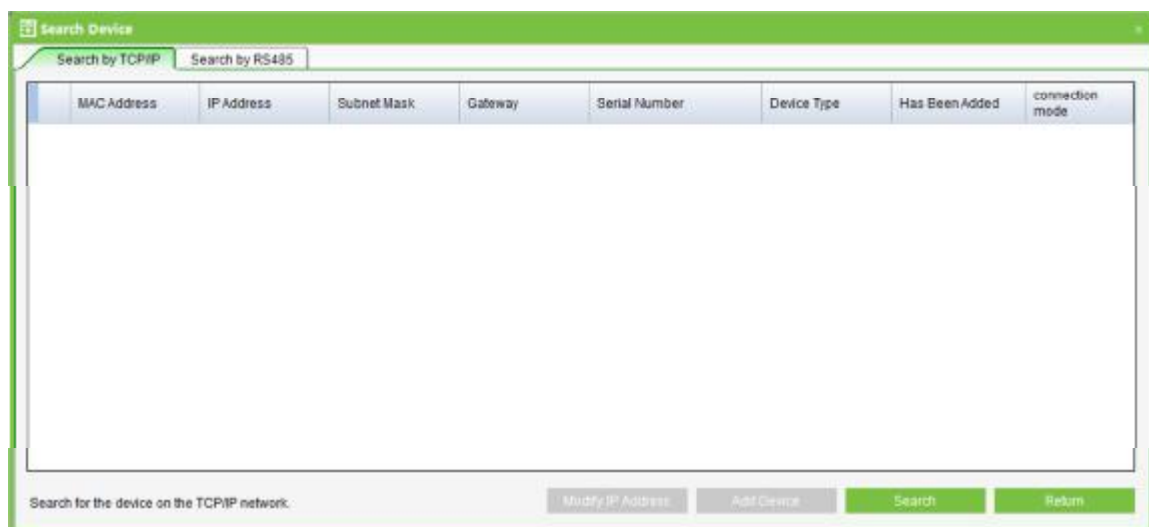 Search Device
Search by TCP/IP Search by RS485
MAC Address IP Address Subnet Mask Gateway Serial Number Device Type Has Been Added connection mode
Search for the device on the TCP/IP network.
Modify IP Address Add Device Search Return